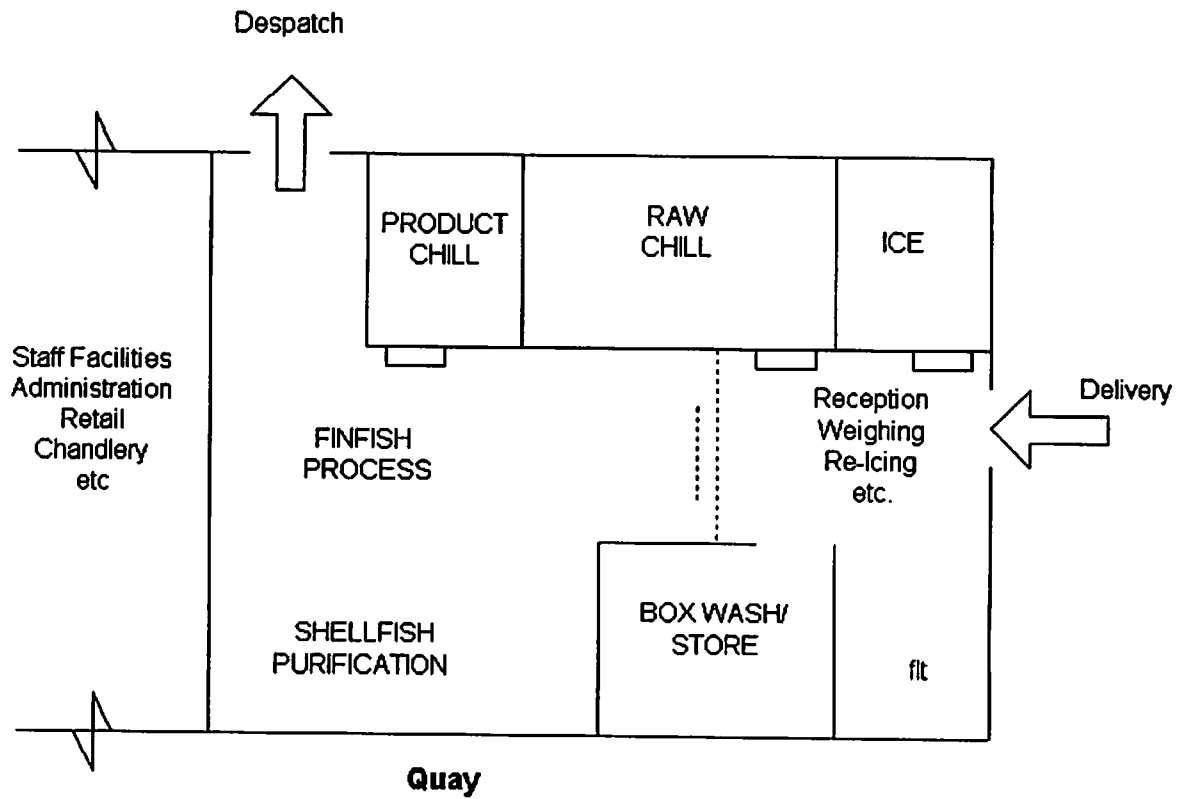 Despatch
PRODUCT
CHILL
RAW
CHILL
ICE
Staff Facilities
Administration
Retail
Chandlery
etc
FINFISH
PROCESS
Reception
Weighing
Re-Icing
etc.
Delivery
SHELLFISH
PURIFICATION
BOX WASH/
STORE
flt
Quay